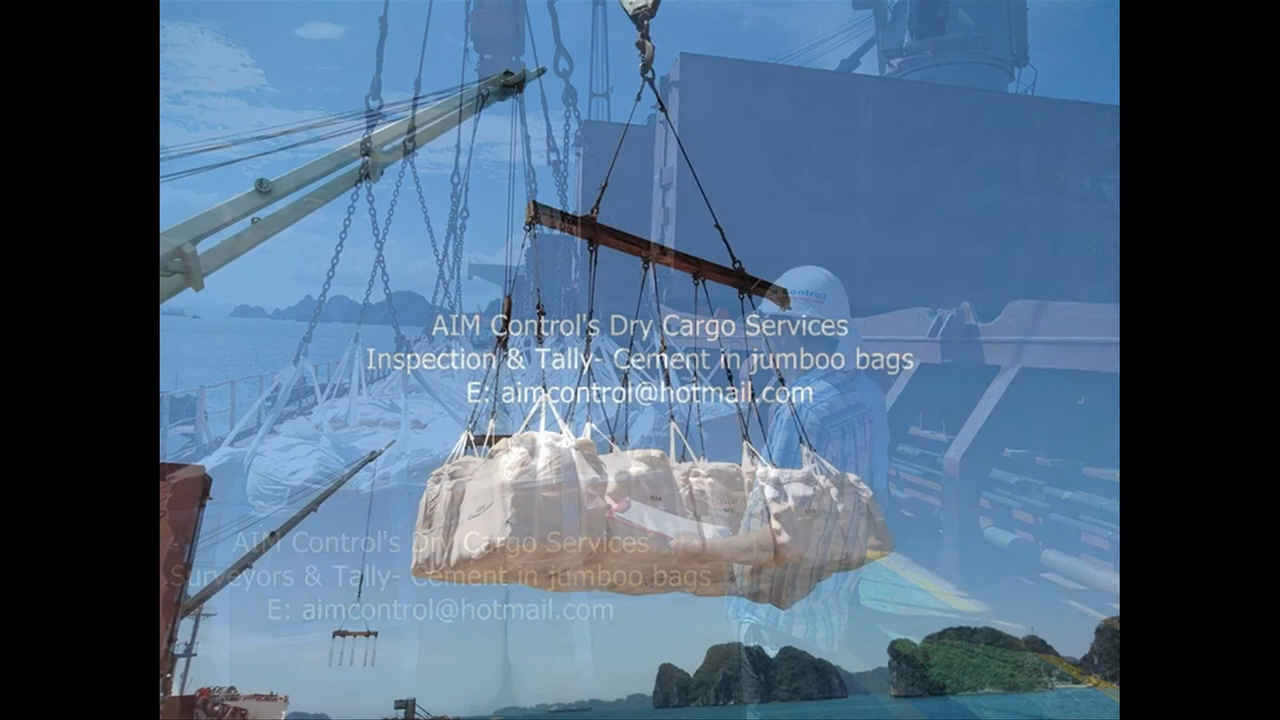 AIM Control's Dry Cargo Services
Inspection & Tally- Cement in jumboo bags
E: aimcontrol@hotmail.com
AIM Control's Dry Cargo Services
Surveyors & Tally- Cement in jumboo bags
E: aimcontrol@hotmail.com